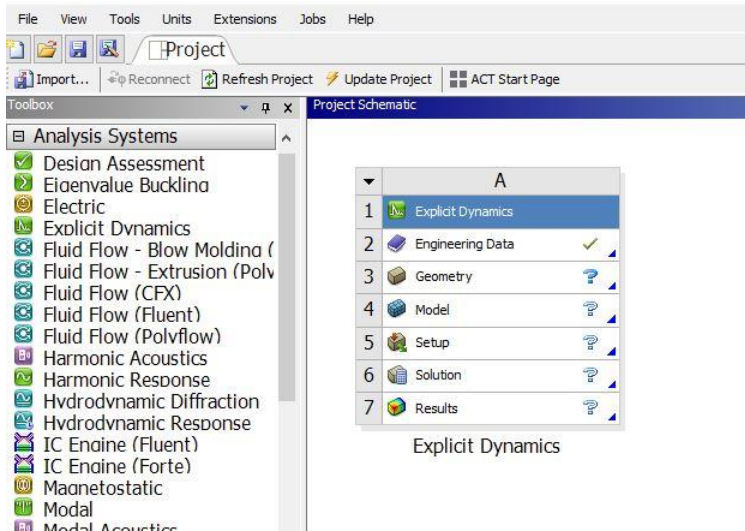 File View Tools Units Extensions Jobs Help
Project
Import... Reconnect Refresh Project Update Project ACT Start Page
Toolbox
Project Schematic
Analysis Systems
Design Assessment
Eigenvalue Buckling
Electric
Explicit Dynamics
Fluid Flow - Blow Molding (
Fluid Flow - Extrusion (Poly
Fluid Flow (CFX)
Fluid Flow (Fluent)
Fluid Flow (Polyflow)
Harmonic Acoustics
Harmonic Response
Hydrodynamic Diffraction
Hydrodynamic Response
IC Engine (Fluent)
IC Engine (Forte)
Magnetostatic
Modal
Modal Acoustics
A
1 Explicit Dynamics
2 Engineering Data
3 Geometry
4 Model
5 Setup
6 Solution
7 Results
Explicit Dynamics